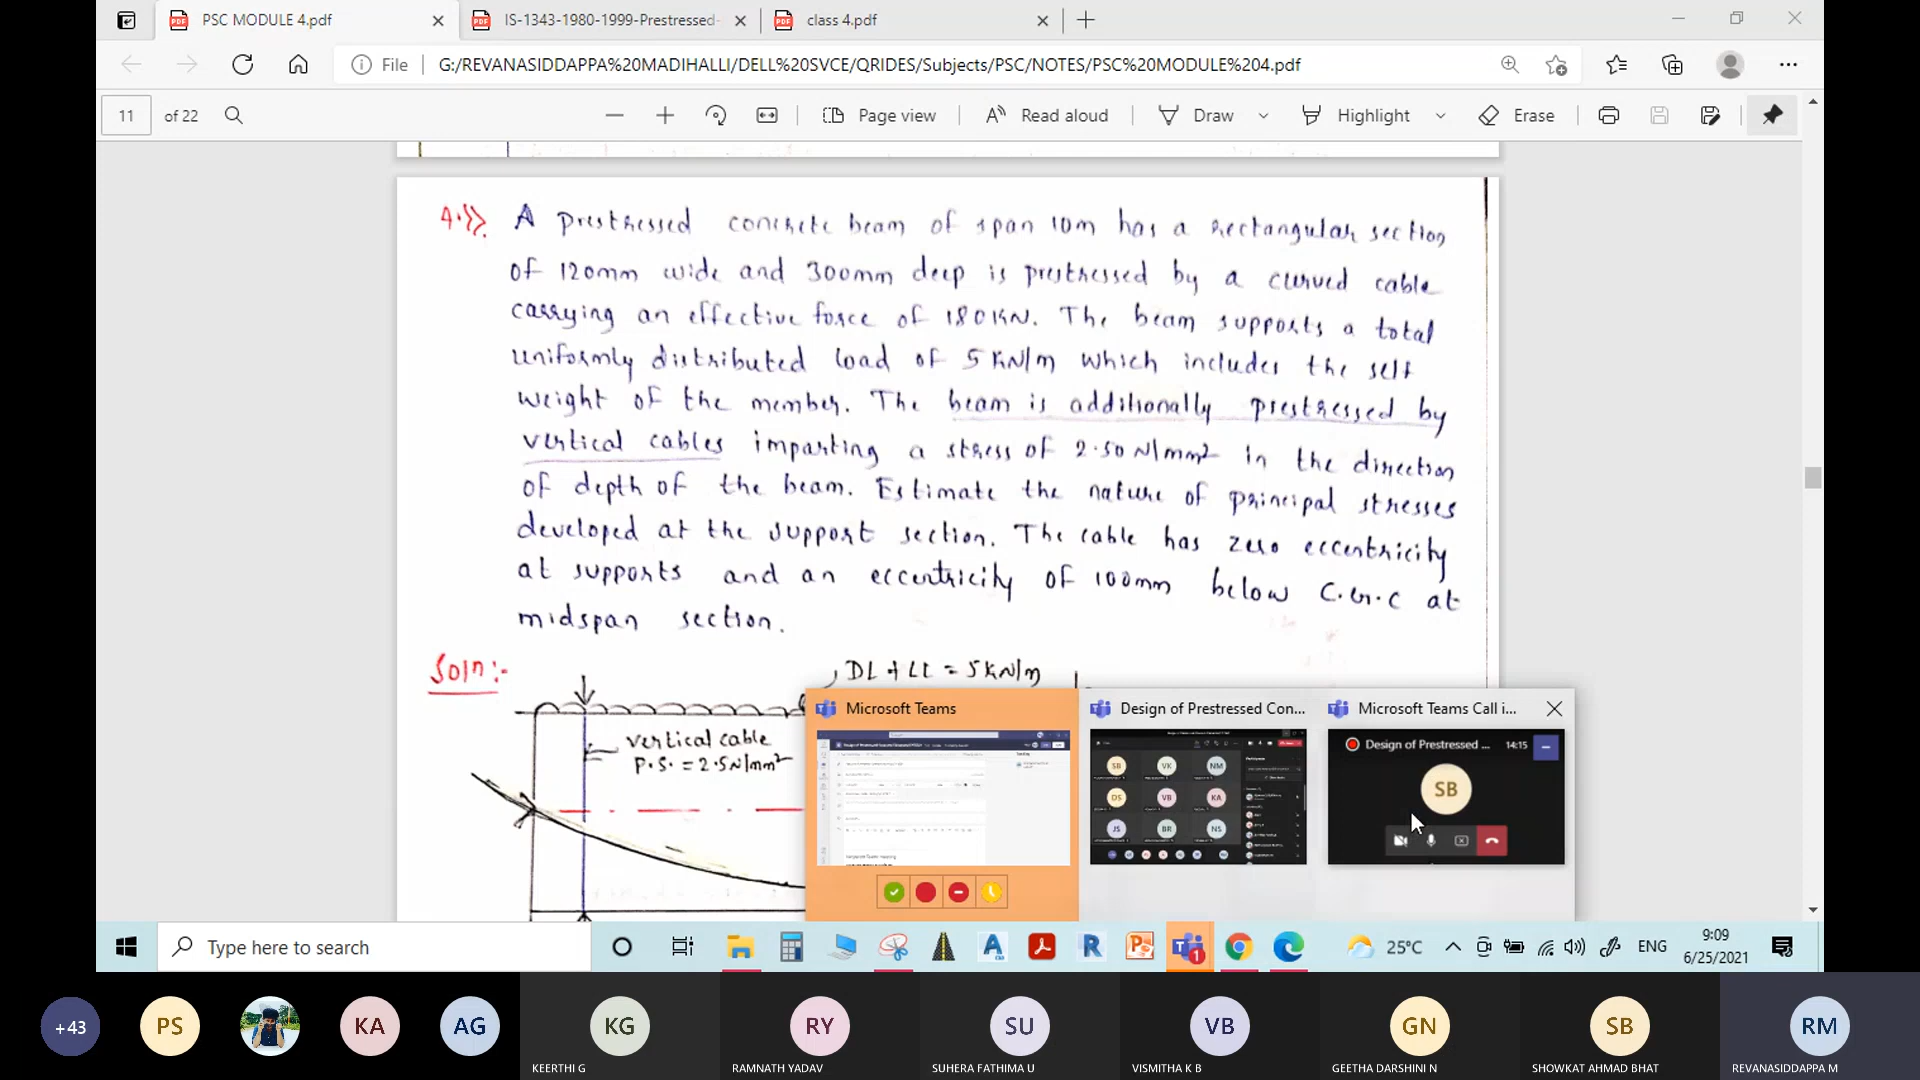 PSC MODULE 4.pdf
IS-1343-1980-1999-Prestressed-
class 4.pdf
File
G:/REVANASIDDAPPA%20MADIHALLI/DELL%20SVCE/QRIDES/Subjects/PSC/NOTES/PSC%20MODULE%204.pdf
11 of 22
Page view
Read aloud
Draw
Highlight
Erase
4.>> A prestressed concrete beam of span 10m has a rectangular section
of 120mm wide and 300mm deep is prestressed by a curved cable
carrying an effective force of 180KN. The beam supports a total
uniformly distributed load of 5 KN/m which includes the self
weight of the member. The beam is additionally prestressed by
vertical cables imparting a stress of 2.50 N/mm² in the direction
of depth of the beam. Estimate the nature of principal stresses
developed at the support section. The cable has zero eccentricity
at supports and an eccentricity of 100mm below C.G.C at
midspan section.
Soln:-
DL + LL = 5KN/m
vertical cable
P.S. = 2.5N/mm²
Microsoft Teams
Design of Prestressed Con...
Microsoft Teams Call i...
Design of Prestressed ...
14:15
SB
SB VK NM
DS VB KA
JS BR NS
Type here to search
25°C
ENG
9:09
6/25/2021
+43
PS
KA
AG
KG
RY
SU
VB
GN
SB
RM
KEERTHI G
RAMNATH YADAV
SUHERA FATHIMA U
VISMITHA K B
GEETHA DARSHINI N
SHOWKAT AHMAD BHAT
REVANASIDDAPPA M